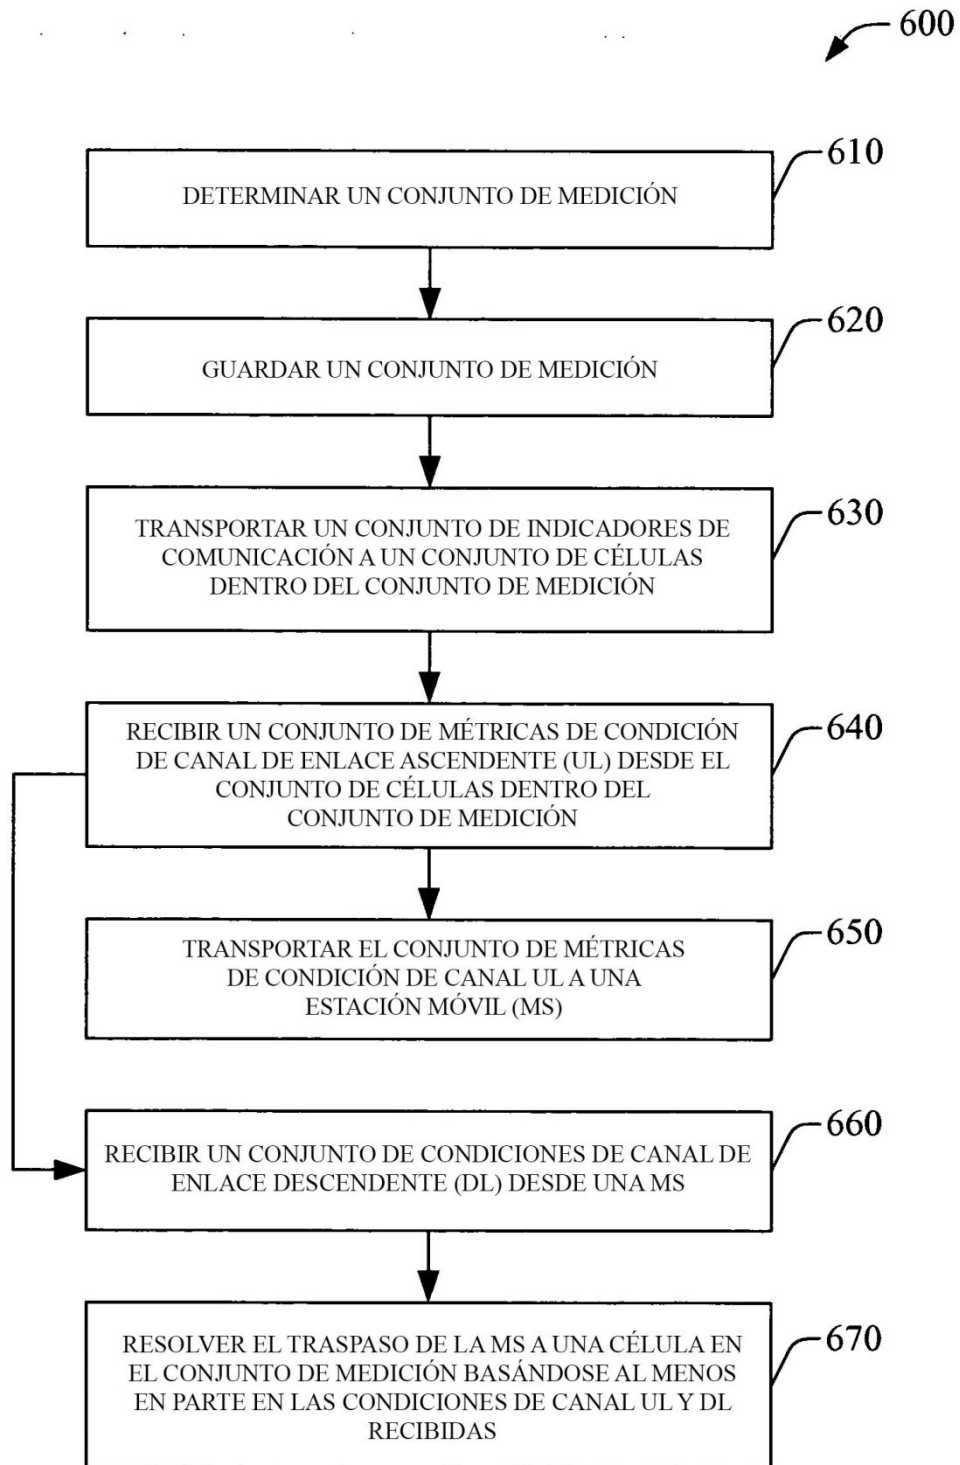 600
610
DETERMINAR UN CONJUNTO DE MEDICIÓN
620
GUARDAR UN CONJUNTO DE MEDICIÓN
630
TRANSPORTAR UN CONJUNTO DE INDICADORES DE
COMUNICACIÓN A UN CONJUNTO DE CÉLULAS
DENTRO DEL CONJUNTO DE MEDICIÓN
640
RECIBIR UN CONJUNTO DE MÉTRICAS DE CONDICIÓN
DE CANAL DE ENLACE ASCENDENTE (UL) DESDE EL
CONJUNTO DE CÉLULAS DENTRO DEL
CONJUNTO DE MEDICIÓN
650
TRANSPORTAR EL CONJUNTO DE MÉTRICAS
DE CONDICIÓN DE CANAL UL A UNA
ESTACIÓN MÓVIL (MS)
660
RECIBIR UN CONJUNTO DE CONDICIONES DE CANAL DE
ENLACE DESCENDENTE (DL) DESDE UNA MS
670
RESOLVER EL TRASPASO DE LA MS A UNA CÉLULA EN
EL CONJUNTO DE MEDICIÓN BASÁNDOSE AL MENOS
EN PARTE EN LAS CONDICIONES DE CANAL UL Y DL
RECIBIDAS